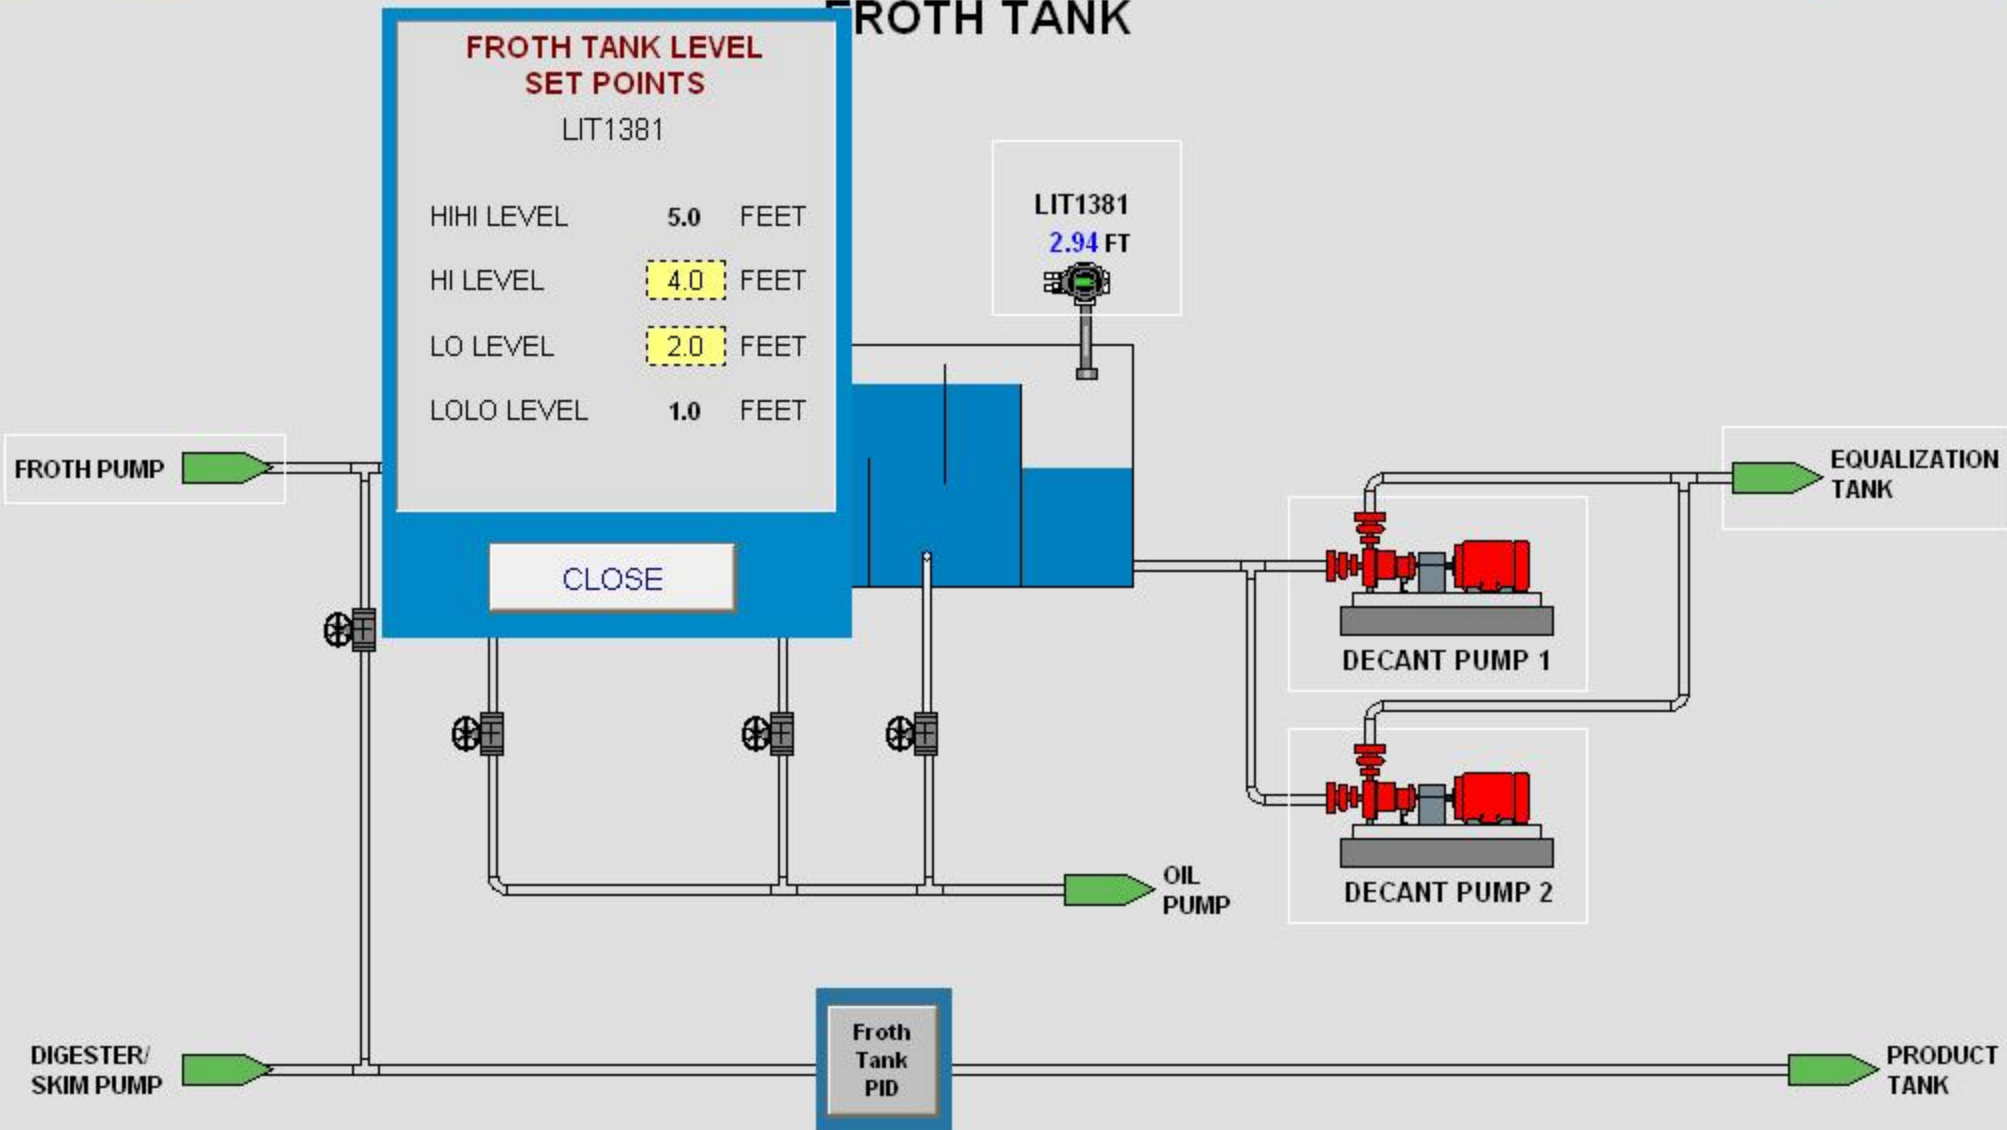 FROTH TANK
FROTH TANK LEVEL
SET POINTS
LIT1381
HIHI LEVEL 5.0 FEET
HI LEVEL 4.0 FEET
LO LEVEL 2.0 FEET
LOLO LEVEL 1.0 FEET
CLOSE
LIT1381
2.94 FT
FROTH PUMP
EQUALIZATION
TANK
DECANT PUMP 1
DECANT PUMP 2
OIL
PUMP
DIGESTER/
SKIM PUMP
Froth
Tank
PID
PRODUCT
TANK